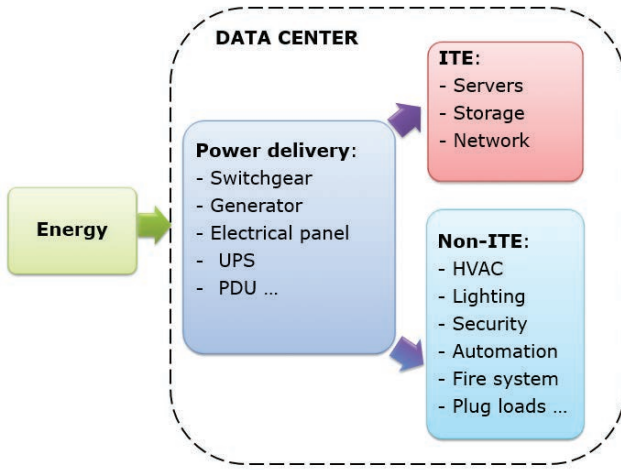 DATA CENTER
Energy
Power delivery:
- Switchgear
- Generator
- Electrical panel
- UPS
- PDU ...
ITE:
- Servers
- Storage
- Network
Non-ITE:
- HVAC
- Lighting
- Security
- Automation
- Fire system
- Plug loads ...